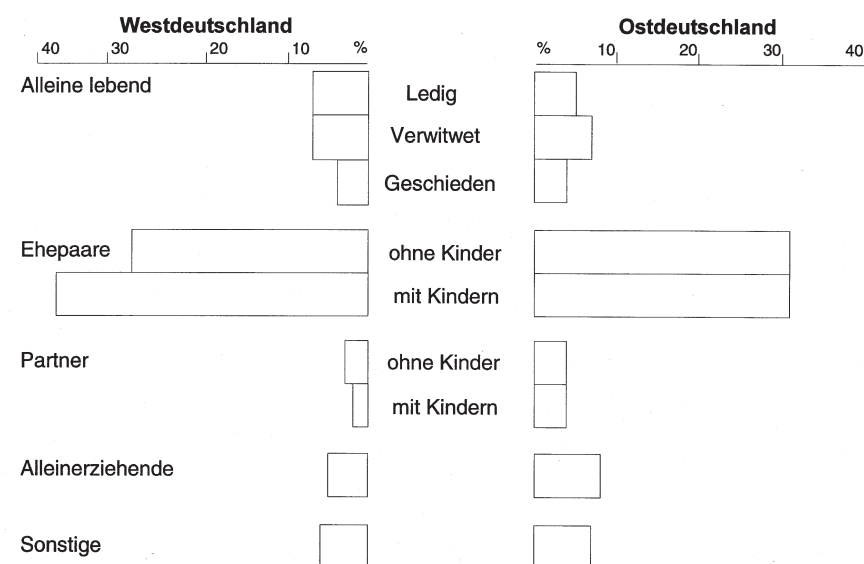 Westdeutschland Ostdeutschland
40 30 20 10 % % 10 20 30 40
Alleine lebend Ledig
Verwitwet
Geschieden
Ehepaare ohne Kinder
mit Kindern
Partner ohne Kinder
mit Kindern
Alleinerziehende
Sonstige